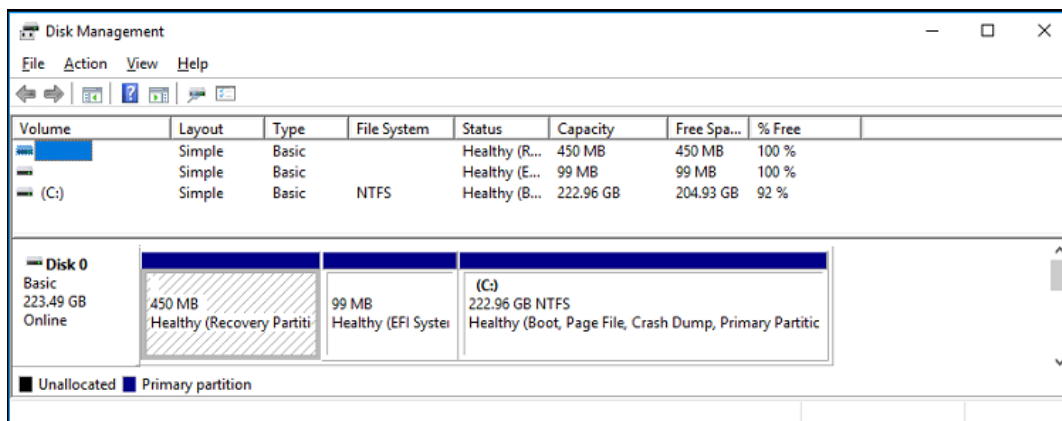 Disk Management
File Action View Help
Volume Layout Type File System Status Capacity Free Spa... % Free
Simple Basic Healthy (R... 450 MB 450 MB 100 %
Simple Basic Healthy (E... 99 MB 99 MB 100 %
(C:) Simple Basic NTFS Healthy (B... 222.96 GB 204.93 GB 92 %
Disk 0
Basic
223.49 GB
Online
450 MB
Healthy (Recovery Partiti
99 MB
Healthy (EFI Syster
(C:)
222.96 GB NTFS
Healthy (Boot, Page File, Crash Dump, Primary Partitic
Unallocated Primary partition